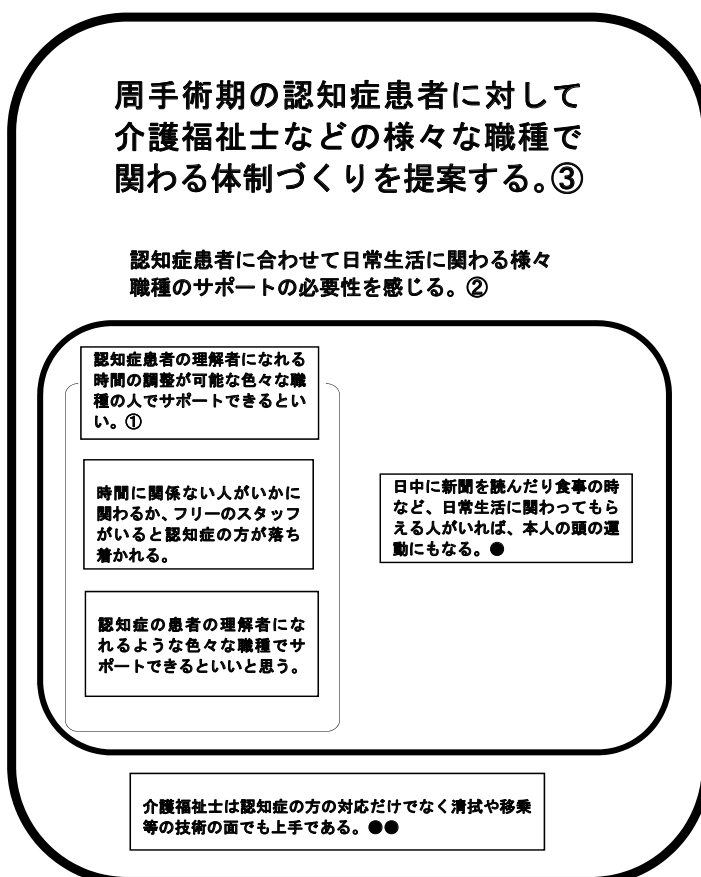 周手術期の認知症患者に対して
介護福祉士などの様々な職種で
関わる体制づくりを提案する。③
認知症患者に合わせて日常生活に関わる様々
職種のサポートの必要性を感じる。②
認知症患者の理解者になれる
時間の調整が可能な色々な職
種の人でサポートできるとい
い。①
時間に関係ない人がいかに
関わるか、フリーのスタッフ
がいると認知症の方が落ち
着かれる。
認知症の患者の理解者にな
れるような色々な職種でサ
ポートできるといいと思う。
日中に新聞を読んだり食事の時
など、日常生活に関わってもら
える人がいれば、本人の頭の運
動にもなる。●
介護福祉士は認知症の方の対応だけでなく清拭や移乗
等の技術の面でも上手である。●●